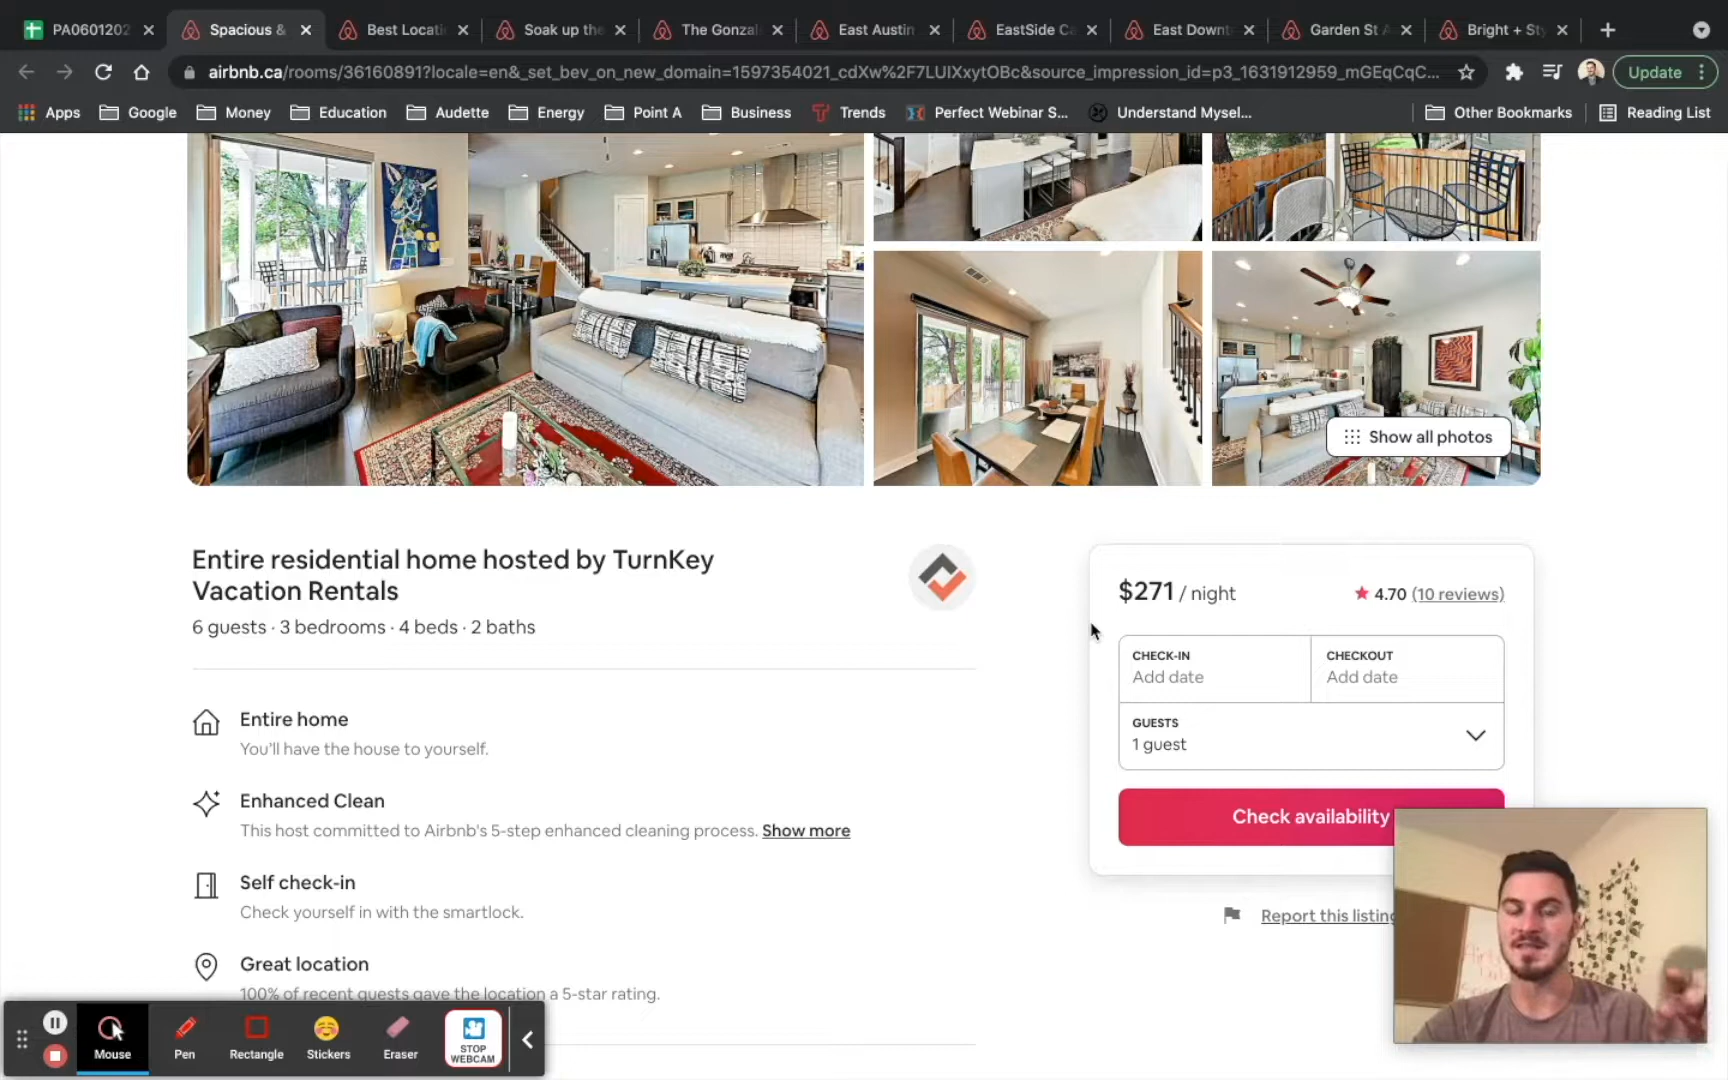 PA0601202
Spacious &
Best Locati
Soak up the
The Gonzal
East Austin
EastSide Ca
East Downt
Garden St A
Bright + Sty
airbnb.ca/rooms/36160891?locale=en&_set_bev_on_new_domain=1597354021_cdXw%2F7LUIXxytOBc&source_impression_id=p3_1631912959_mGEqCqC...
Update
Apps
Google
Money
Education
Audette
Energy
Point A
Business
Trends
Perfect Webinar S...
Understand Mysel...
Other Bookmarks
Reading List
Show all photos
Entire residential home hosted by TurnKey
Vacation Rentals
6 guests · 3 bedrooms · 4 beds · 2 baths
$271 / night
4.70 (10 reviews)
CHECK-IN
Add date
CHECKOUT
Add date
GUESTS
1 guest
Check availability
Report this listing
Entire home
You'll have the house to yourself.
Enhanced Clean
This host committed to Airbnb's 5-step enhanced cleaning process. Show more
Self check-in
Check yourself in with the smartlock.
Great location
100% of recent guests gave the location a 5-star rating.
Mouse
Pen
Rectangle
Stickers
Eraser
STOP
WEBCAM